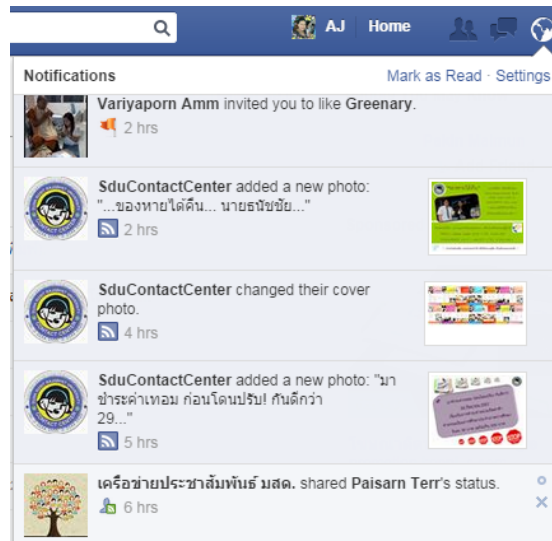 AJ Home
Notifications Mark as Read · Settings
Variyaporn Amm invited you to like Greenary.
2 hrs
SduContactCenter added a new photo:
"...ของหายได้คืน... นายธนัชชัย..."
2 hrs
SduContactCenter changed their cover
photo.
4 hrs
SduContactCenter added a new photo: "มา
ชำระค่าเทอม ก่อนโดนปรับ! กันดีกว่า
29..."
5 hrs
เครือข่ายประชาสัมพันธ์ มสด. shared Paisarn Terr's status.
6 hrs